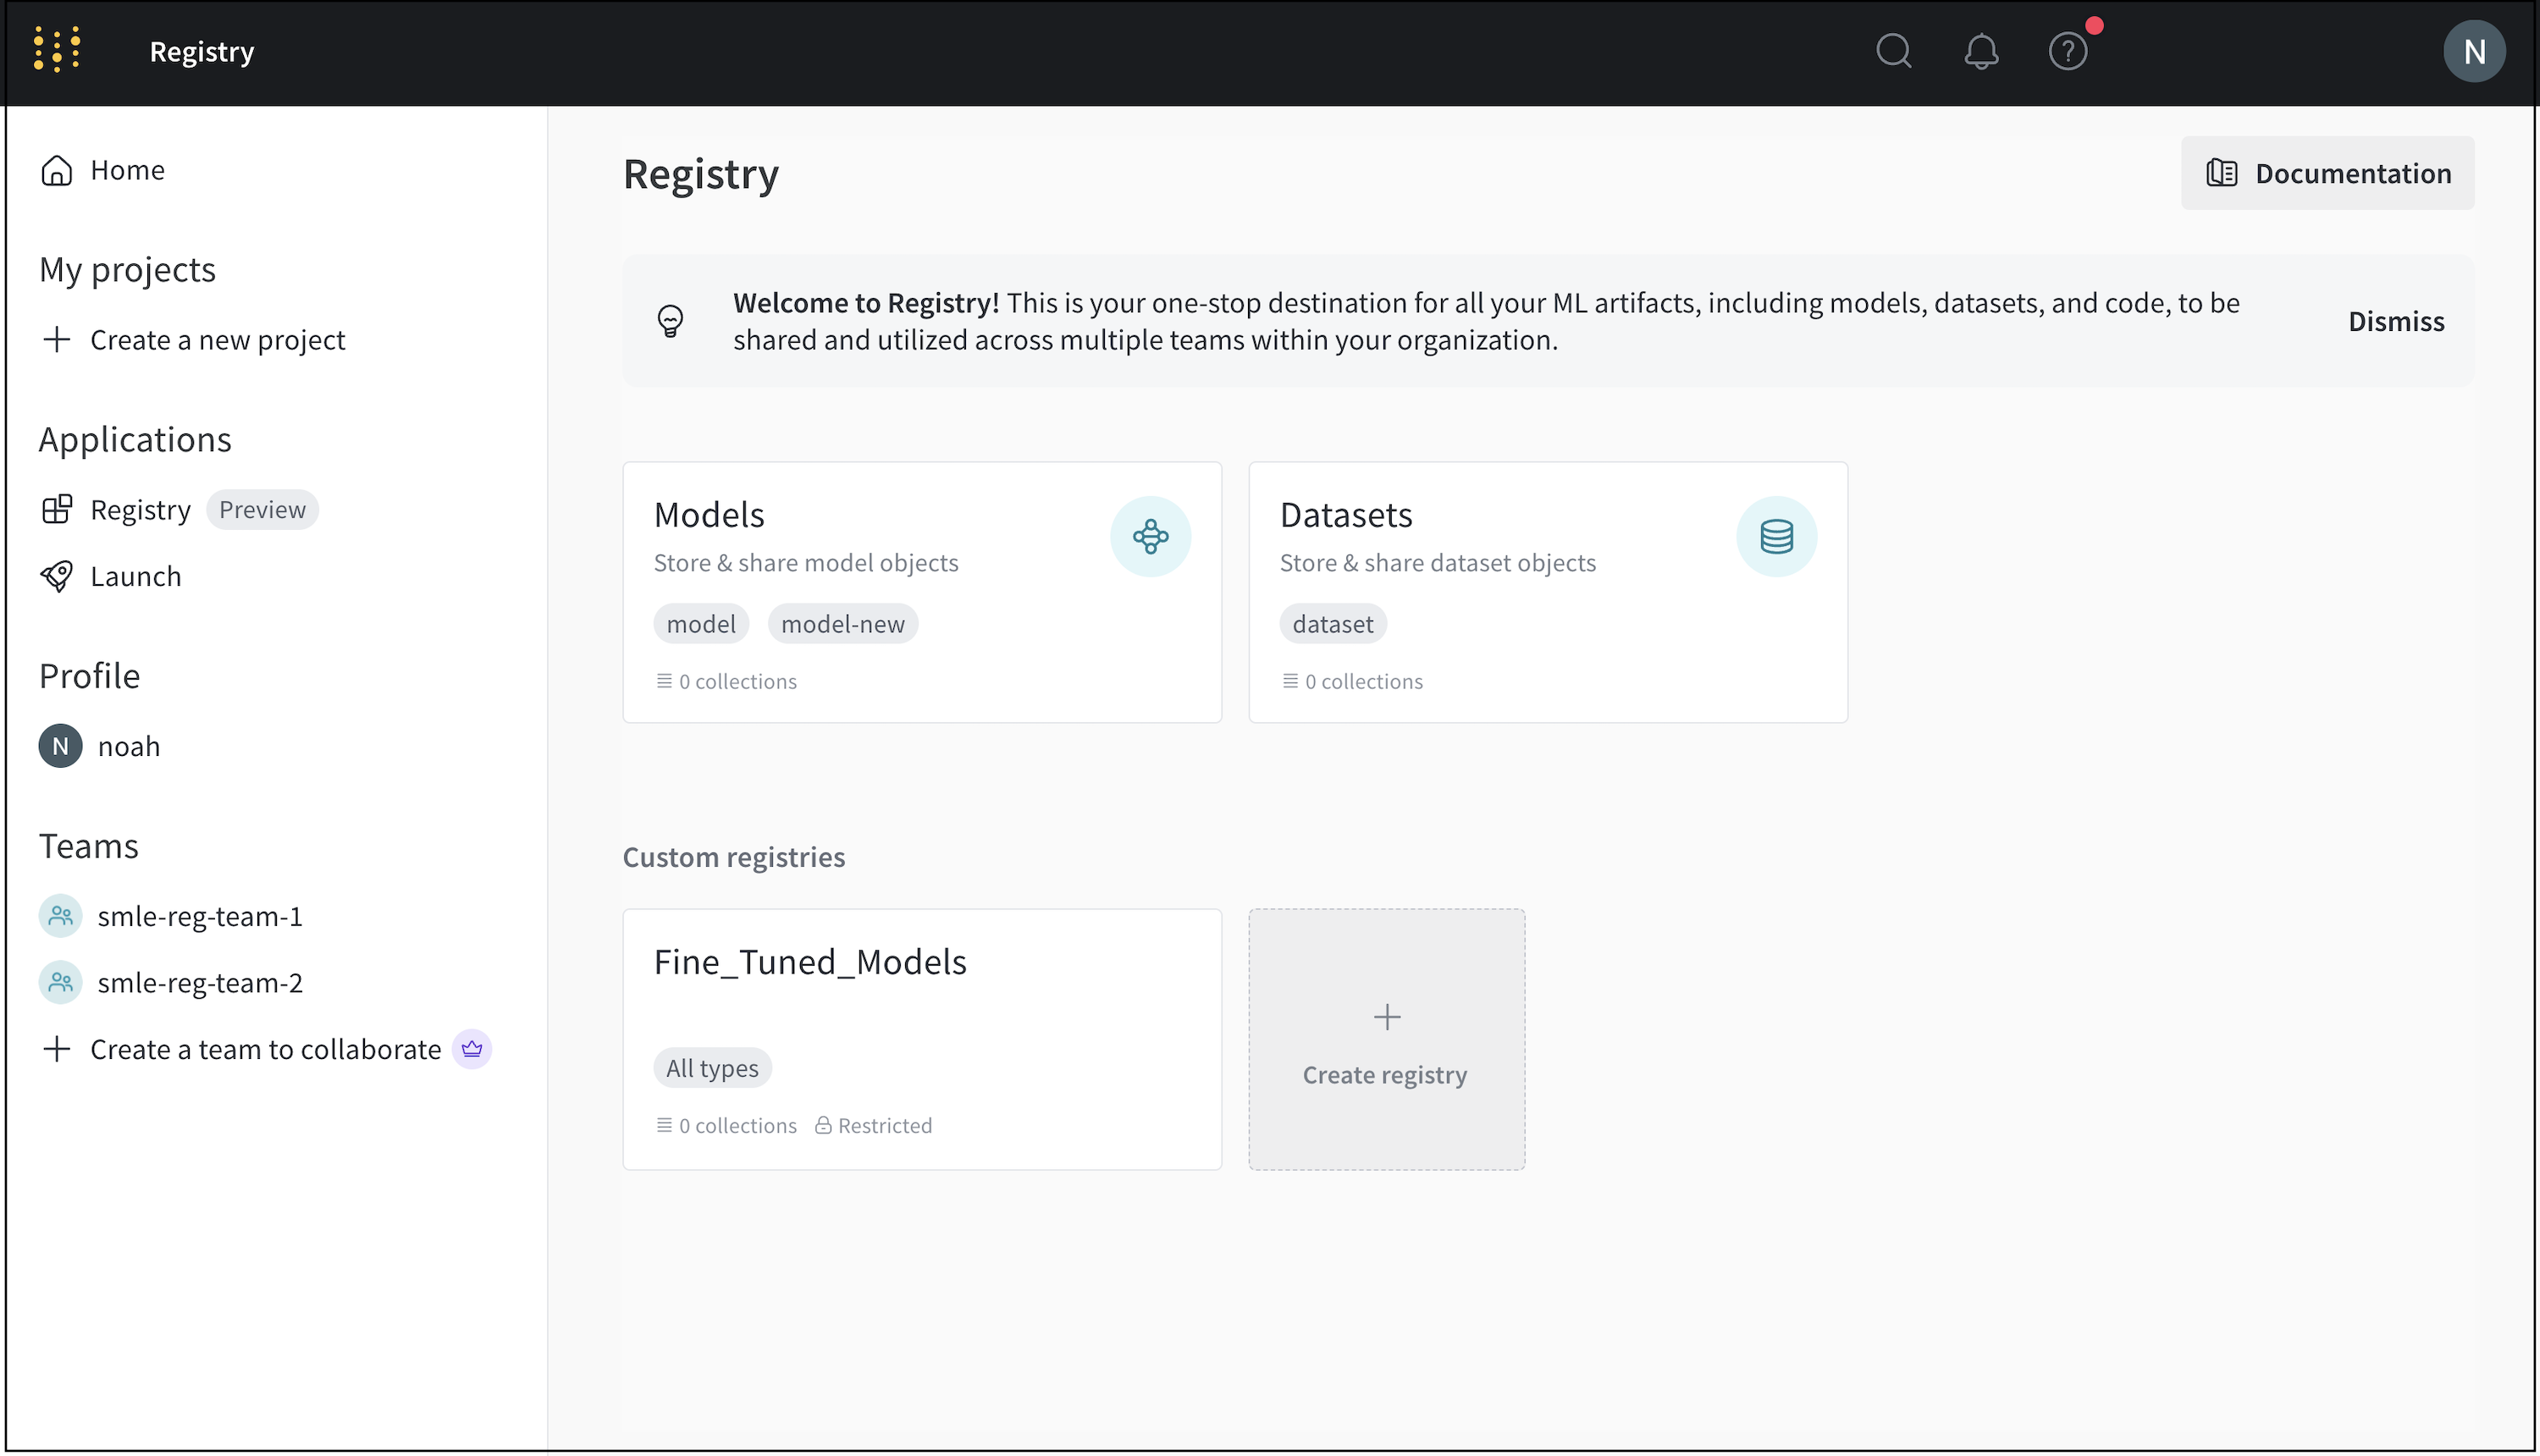 Registry
N
Home
My projects
Create a new project
Applications
Registry Preview
Launch
Profile
N noah
Teams
smle-reg-team-1
smle-reg-team-2
Create a team to collaborate
Registry
Documentation
Welcome to Registry! This is your one-stop destination for all your ML artifacts, including models, datasets, and code, to be
shared and utilized across multiple teams within your organization.
Dismiss
Models
Store & share model objects
model model-new
0 collections
Datasets
Store & share dataset objects
dataset
0 collections
Custom registries
Fine_Tuned_Models
All types
0 collections Restricted
Create registry